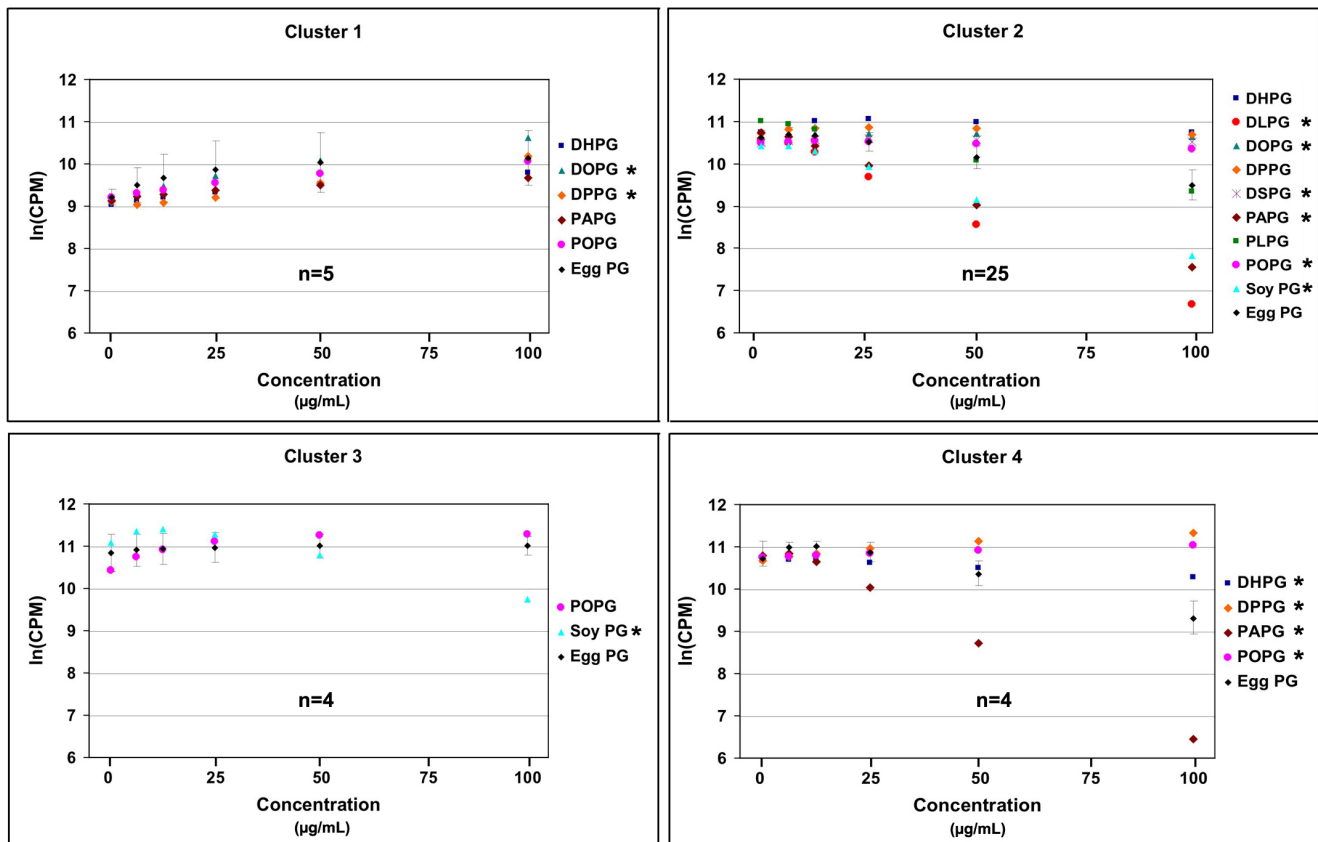 Cluster 1
12
11
10
9
8
7
6
ln(CPM)
n=5
0 25 50 75 100
Concentration
(µg/mL)
DHPG
DOPG *
DPPG *
PAPG
POPG
Egg PG
Cluster 2
12
11
10
9
8
7
6
ln(CPM)
n=25
0 25 50 75 100
Concentration
(µg/mL)
DHPG
DLPG *
DOPG *
DPPG
DSPG *
PAPG *
PLPG
POPG *
Soy PG *
Egg PG
Cluster 3
12
11
10
9
8
7
6
ln(CPM)
n=4
0 25 50 75 100
Concentration
(µg/mL)
POPG
Soy PG *
Egg PG
Cluster 4
12
11
10
9
8
7
6
ln(CPM)
n=4
0 25 50 75 100
Concentration
(µg/mL)
DHPG *
DPPG *
PAPG *
POPG *
Egg PG